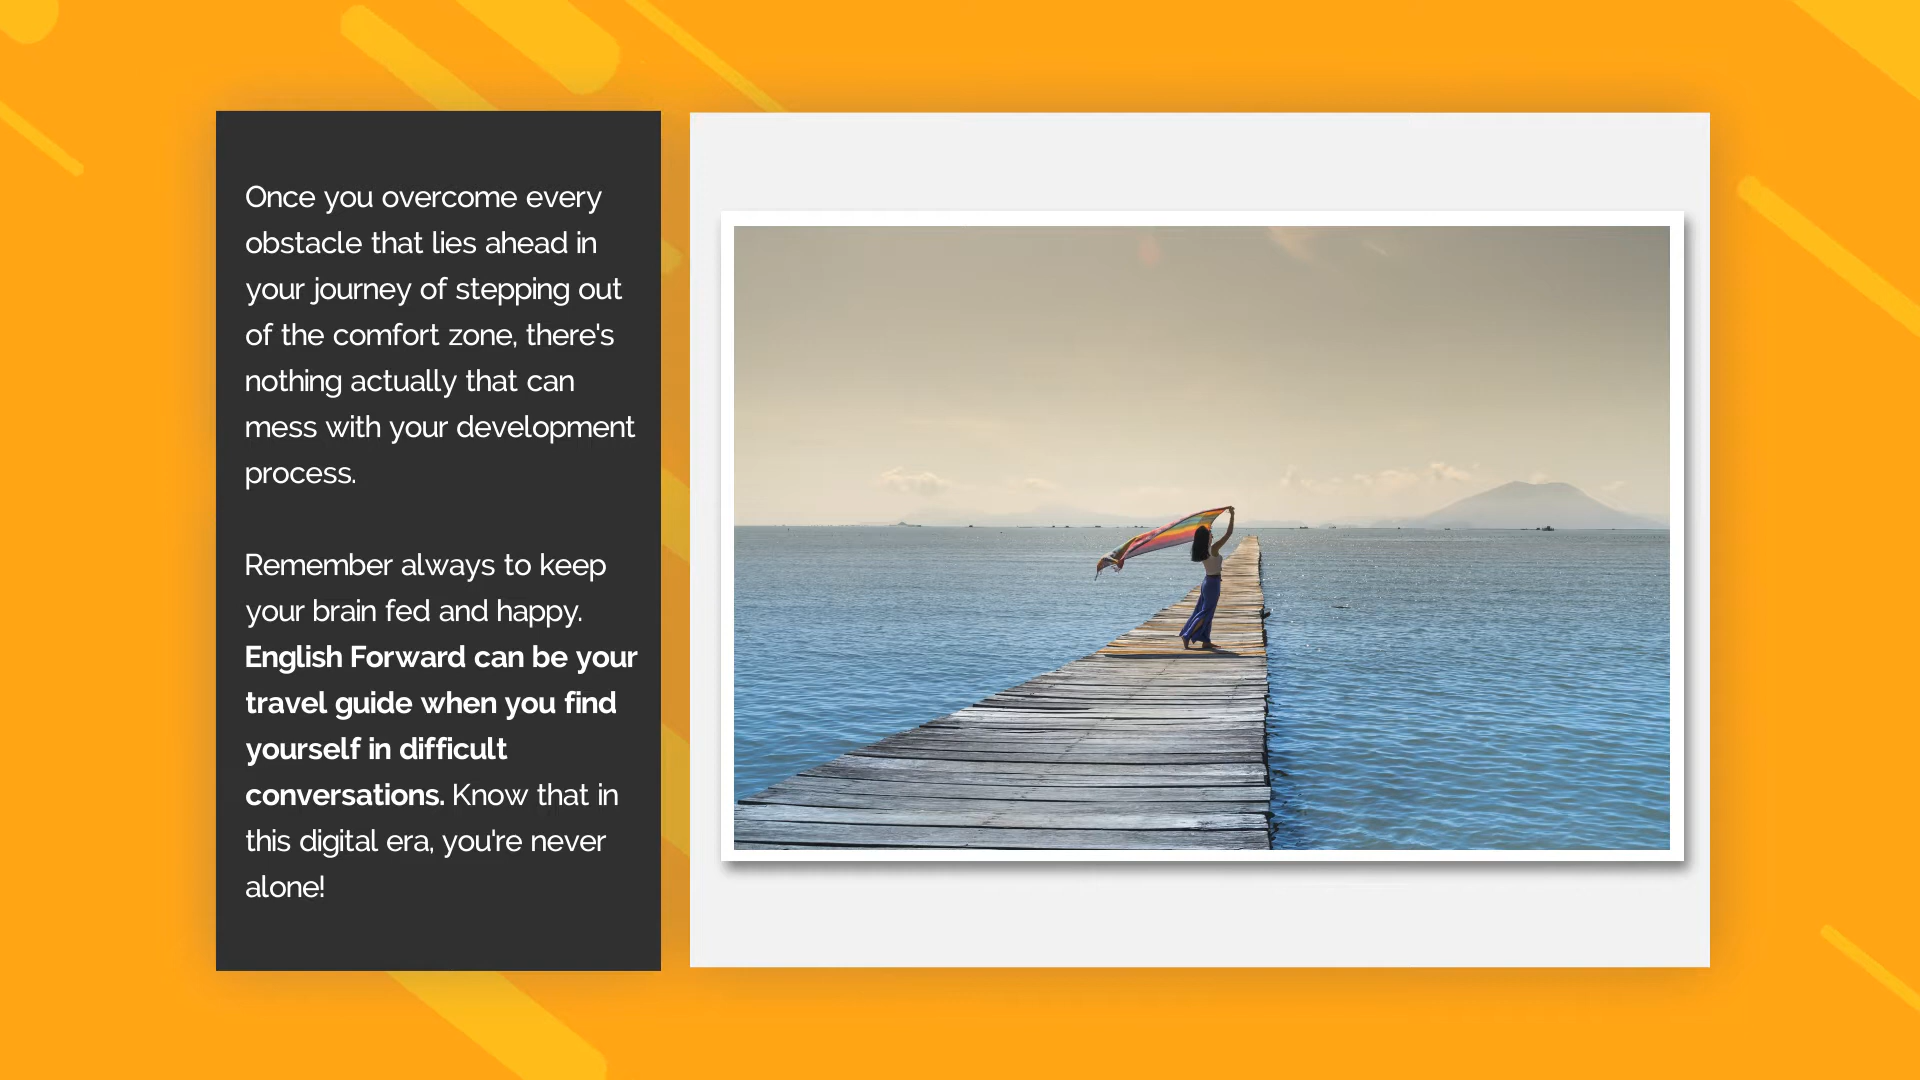 Once you overcome every
obstacle that lies ahead in
your journey of stepping out
of the comfort zone, there's
nothing actually that can
mess with your development
process.
Remember always to keep
your brain fed and happy.
English Forward can be your
travel guide when you find
yourself in difficult
conversations. Know that in
this digital era, you're never
alone!